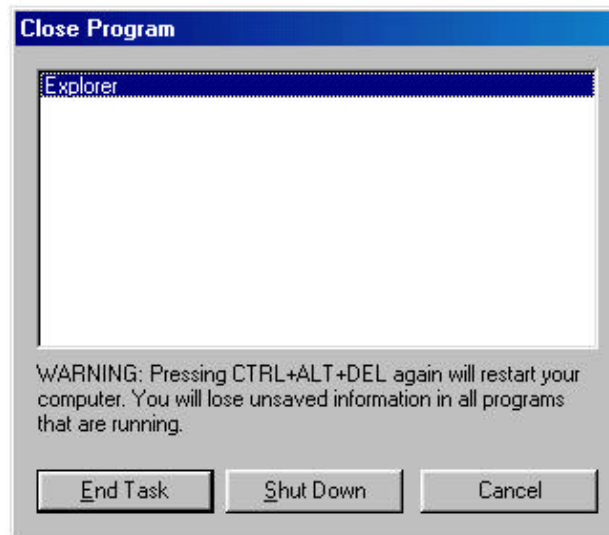 Close Program
Explorer
WARNING: Pressing CTRL+ALT+DEL again will restart your
computer. You will lose unsaved information in all programs
that are running.
End Task
Shut Down
Cancel